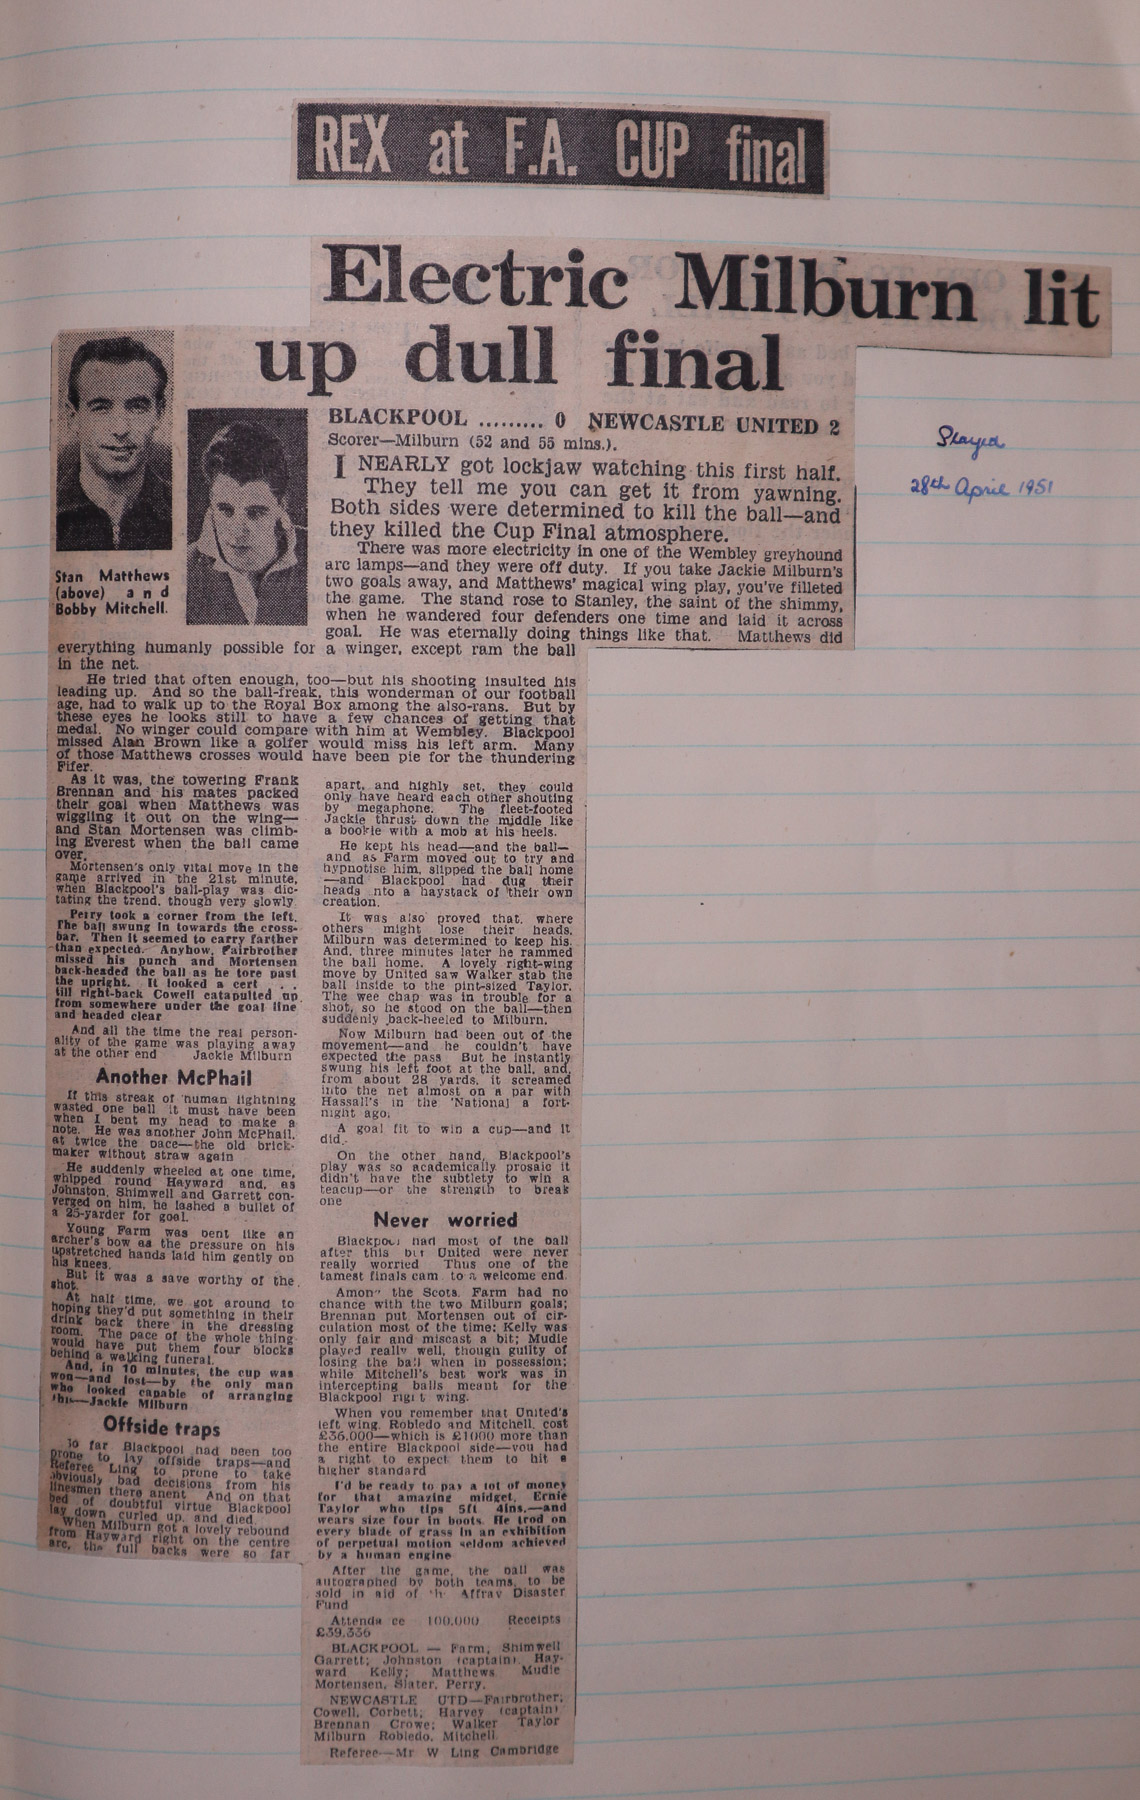 REX at F.A. CUP final
Electric Milburn lit
up dull final
Played
28th April 1951
Stan Matthews
(above) and
Bobby Mitchell.
BLACKPOOL ......... 0 NEWCASTLE UNITED 2
Scorer—Milburn (52 and 55 mins.).
I NEARLY got lockjaw watching this first half.
They tell me you can get it from yawning.
Both sides were determined to kill the ball—and
they killed the Cup Final atmosphere.
There was more electricity in one of the Wembley greyhound
arc lamps—and they were off duty. If you take Jackie Milburn's
two goals away, and Matthews' magical wing play, you've filleted
the game. The stand rose to Stanley, the saint of the shimmy,
when he wandered four defenders one time and laid it across
goal. He was eternally doing things like that. Matthews did
everything humanly possible for a winger, except ram the ball
in the net.
He tried that often enough, too—but his shooting insulted his
leading up. And so the ball-freak, this wonderman of our football
age, had to walk up to the Royal Box among the also-rans. But by
these eyes he looks still to have a few chances of getting that
medal. No winger could compare with him at Wembley. Blackpool
missed Alan Brown like a golfer would miss his left arm. Many
of those Matthews crosses would have been pie for the thundering
Fifer.
As it was, the towering Frank
Brennan and his mates packed
their goal when Matthews was
wiggling it out on the wing—
and Stan Mortensen was climb-
ing Everest when the ball came
over.
Mortensen's only vital move in the
game arrived in the 21st minute,
when Blackpool's ball-play was dic-
tating the trend, though very slowly
Perry took a corner from the left.
The ball swung in towards the cross-
bar. Then it seemed to carry farther
than expected. Anyhow, Fairbrother
missed his punch and Mortensen
back-headed the ball as he tore past
the upright. It looked a cert . . .
till right-back Cowell catapulted up
from somewhere under the goal line
and headed clear
And all the time the real person-
ality of the game was playing away
at the other end Jackie Milburn
Another McPhail
If this streak of human lightning
wasted one ball it must have been
when I bent my head to make a
note. He was another John McPhail,
at twice the pace—the old brick-
maker without straw again
He suddenly wheeled at one time,
whipped round Hayward and, as
Johnston, Shimwell and Garrett con-
verged on him, he lashed a bullet of
a 25-yarder for goal.
Young Farm was bent like an
archer's bow as the pressure on his
upstretched hands laid him gently on
his knees.
But it was a save worthy of the
shot.
At half time, we got around to
hoping they'd put something in their
drink back there in the dressing
room. The pace of the whole thing
would have put them four blocks
behind a walking funeral.
And, in 10 minutes, the cup was
won—and lost—by the only man
who looked capable of arranging
this—Jackie Milburn
Offside traps
So far Blackpool had been too
prone to lay offside traps—and
Referee Ling to prone to take
obviously bad decisions from his
linesmen there anent And on that
bed of doubtful virtue Blackpool
lay down curled up, and died.
When Milburn got a lovely rebound
from Hayward right on the centre
arc, the full backs were so far
apart, and highly set, they could
only have heard each other shouting
by megaphone. The fleet-footed
Jackie thrust down the middle like
a bookie with a mob at his heels.
He kept his head—and the ball—
and as Farm moved out to try and
hypnotise him, slipped the ball home
—and Blackpool had dug their
heads nto a haystack of their own
creation.
It was also proved that, where
others might lose their heads,
Milburn was determined to keep his.
And, three minutes later he rammed
the ball home. A lovely right-wing
move by United saw Walker stab the
ball inside to the pint-sized Taylor.
The wee chap was in trouble for a
shot, so he stood on the ball—then
suddenly back-heeled to Milburn.
Now Milburn had been out of the
movement—and he couldn't have
expected the pass But he instantly
swung his left foot at the ball, and,
from about 28 yards, it screamed
into the net almost on a par with
Hassall's in the 'National a fort-
night ago,
A goal fit to win a cup—and it
did.
On the other hand, Blackpool's
play was so academically prosaic it
didn't have the subtlety to win a
teacup—or the strength to break
one
Never worried
Blackpool had most of the ball
after this but United were never
really worried Thus one of the
tamest finals cam to a welcome end.
Among the Scots, Farm had no
chance with the two Milburn goals;
Brennan put Mortensen out of cir-
culation most of the time; Kelly was
only fair and miscast a bit; Mudie
played really well, though guilty of
losing the ball when in possession;
while Mitchell's best work was in
intercepting balls meant for the
Blackpool right wing.
When you remember that United's
left wing, Robledo and Mitchell, cost
£36,000—which is £1000 more than
the entire Blackpool side—you had
a right to expect them to hit a
higher standard
I'd be ready to pay a lot of money
for that amazing midget, Ernie
Taylor who tips 5ft 4ins.—and
wears size four in boots. He trod on
every blade of grass in an exhibition
of perpetual motion seldom achieved
by a human engine
After the game, the ball was
autographed by both teams, to be
sold in aid of the Affray Disaster
Fund
Attendance 100,000 Receipts
£39,336
BLACKPOOL — Farm; Shimwell
Garrett; Johnston (captain), Hay-
ward Kelly; Matthews Mudie
Mortensen, Slater, Perry.
NEWCASTLE UTD—Fairbrother;
Cowell, Corbett; Harvey (captain)
Brennan Crowe; Walker Taylor
Milburn Robledo, Mitchell
Referee—Mr W Ling Cambridge